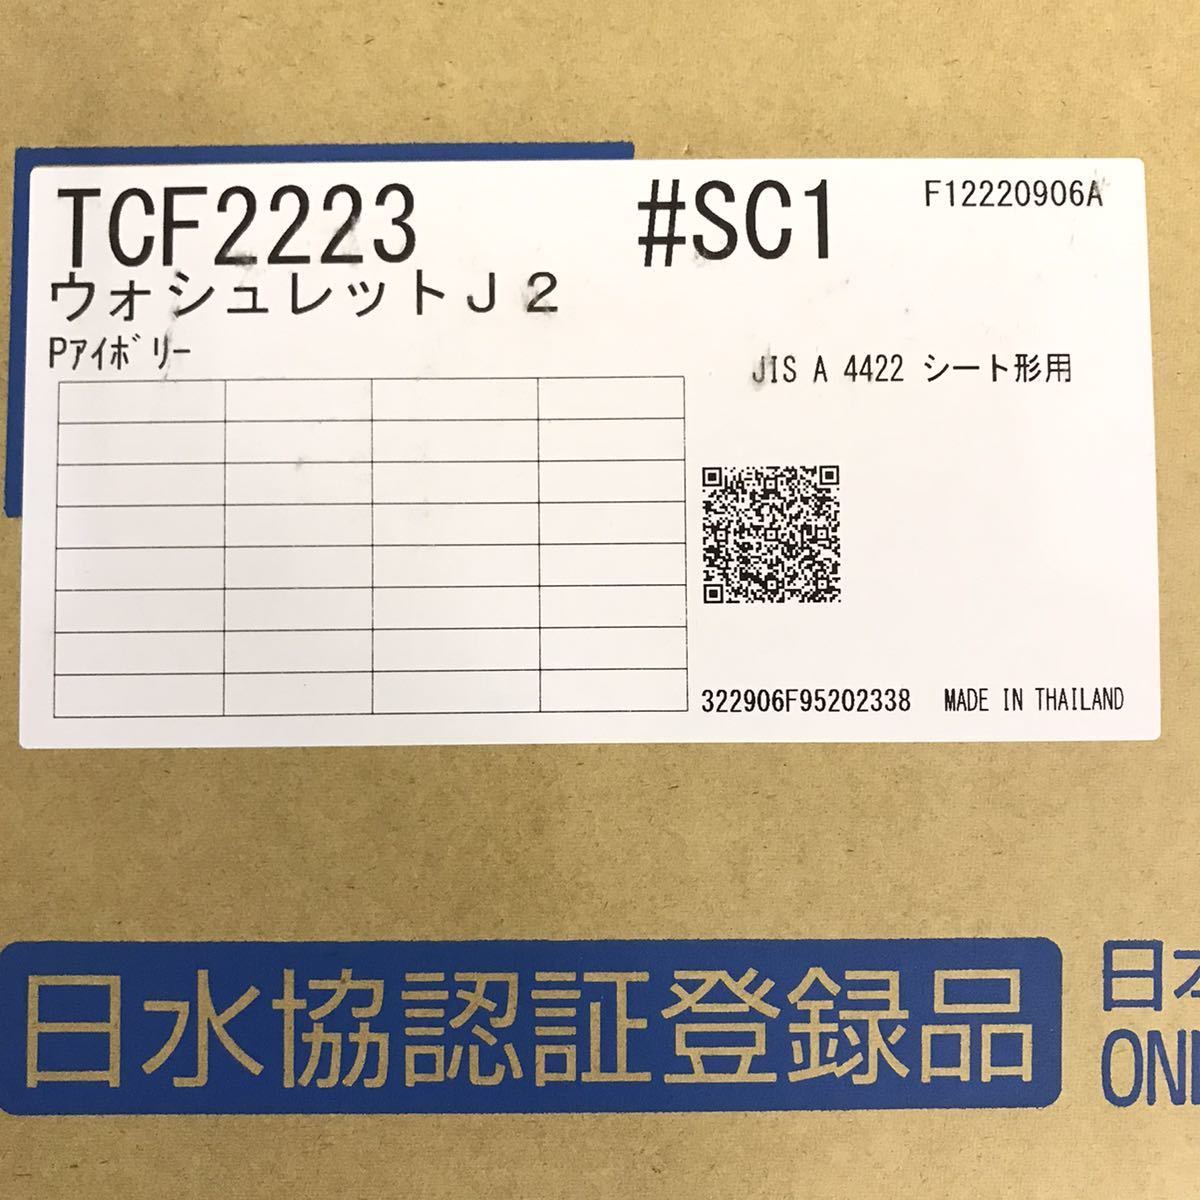 TCF2223 #SC1 F12220906A
ウォシュレットJ2
Pｱｲﾎﾞﾘｰ
JIS A 4422 シート形用
322906F95202338 MADE IN THAILAND
日水協認証登録品
日
ON